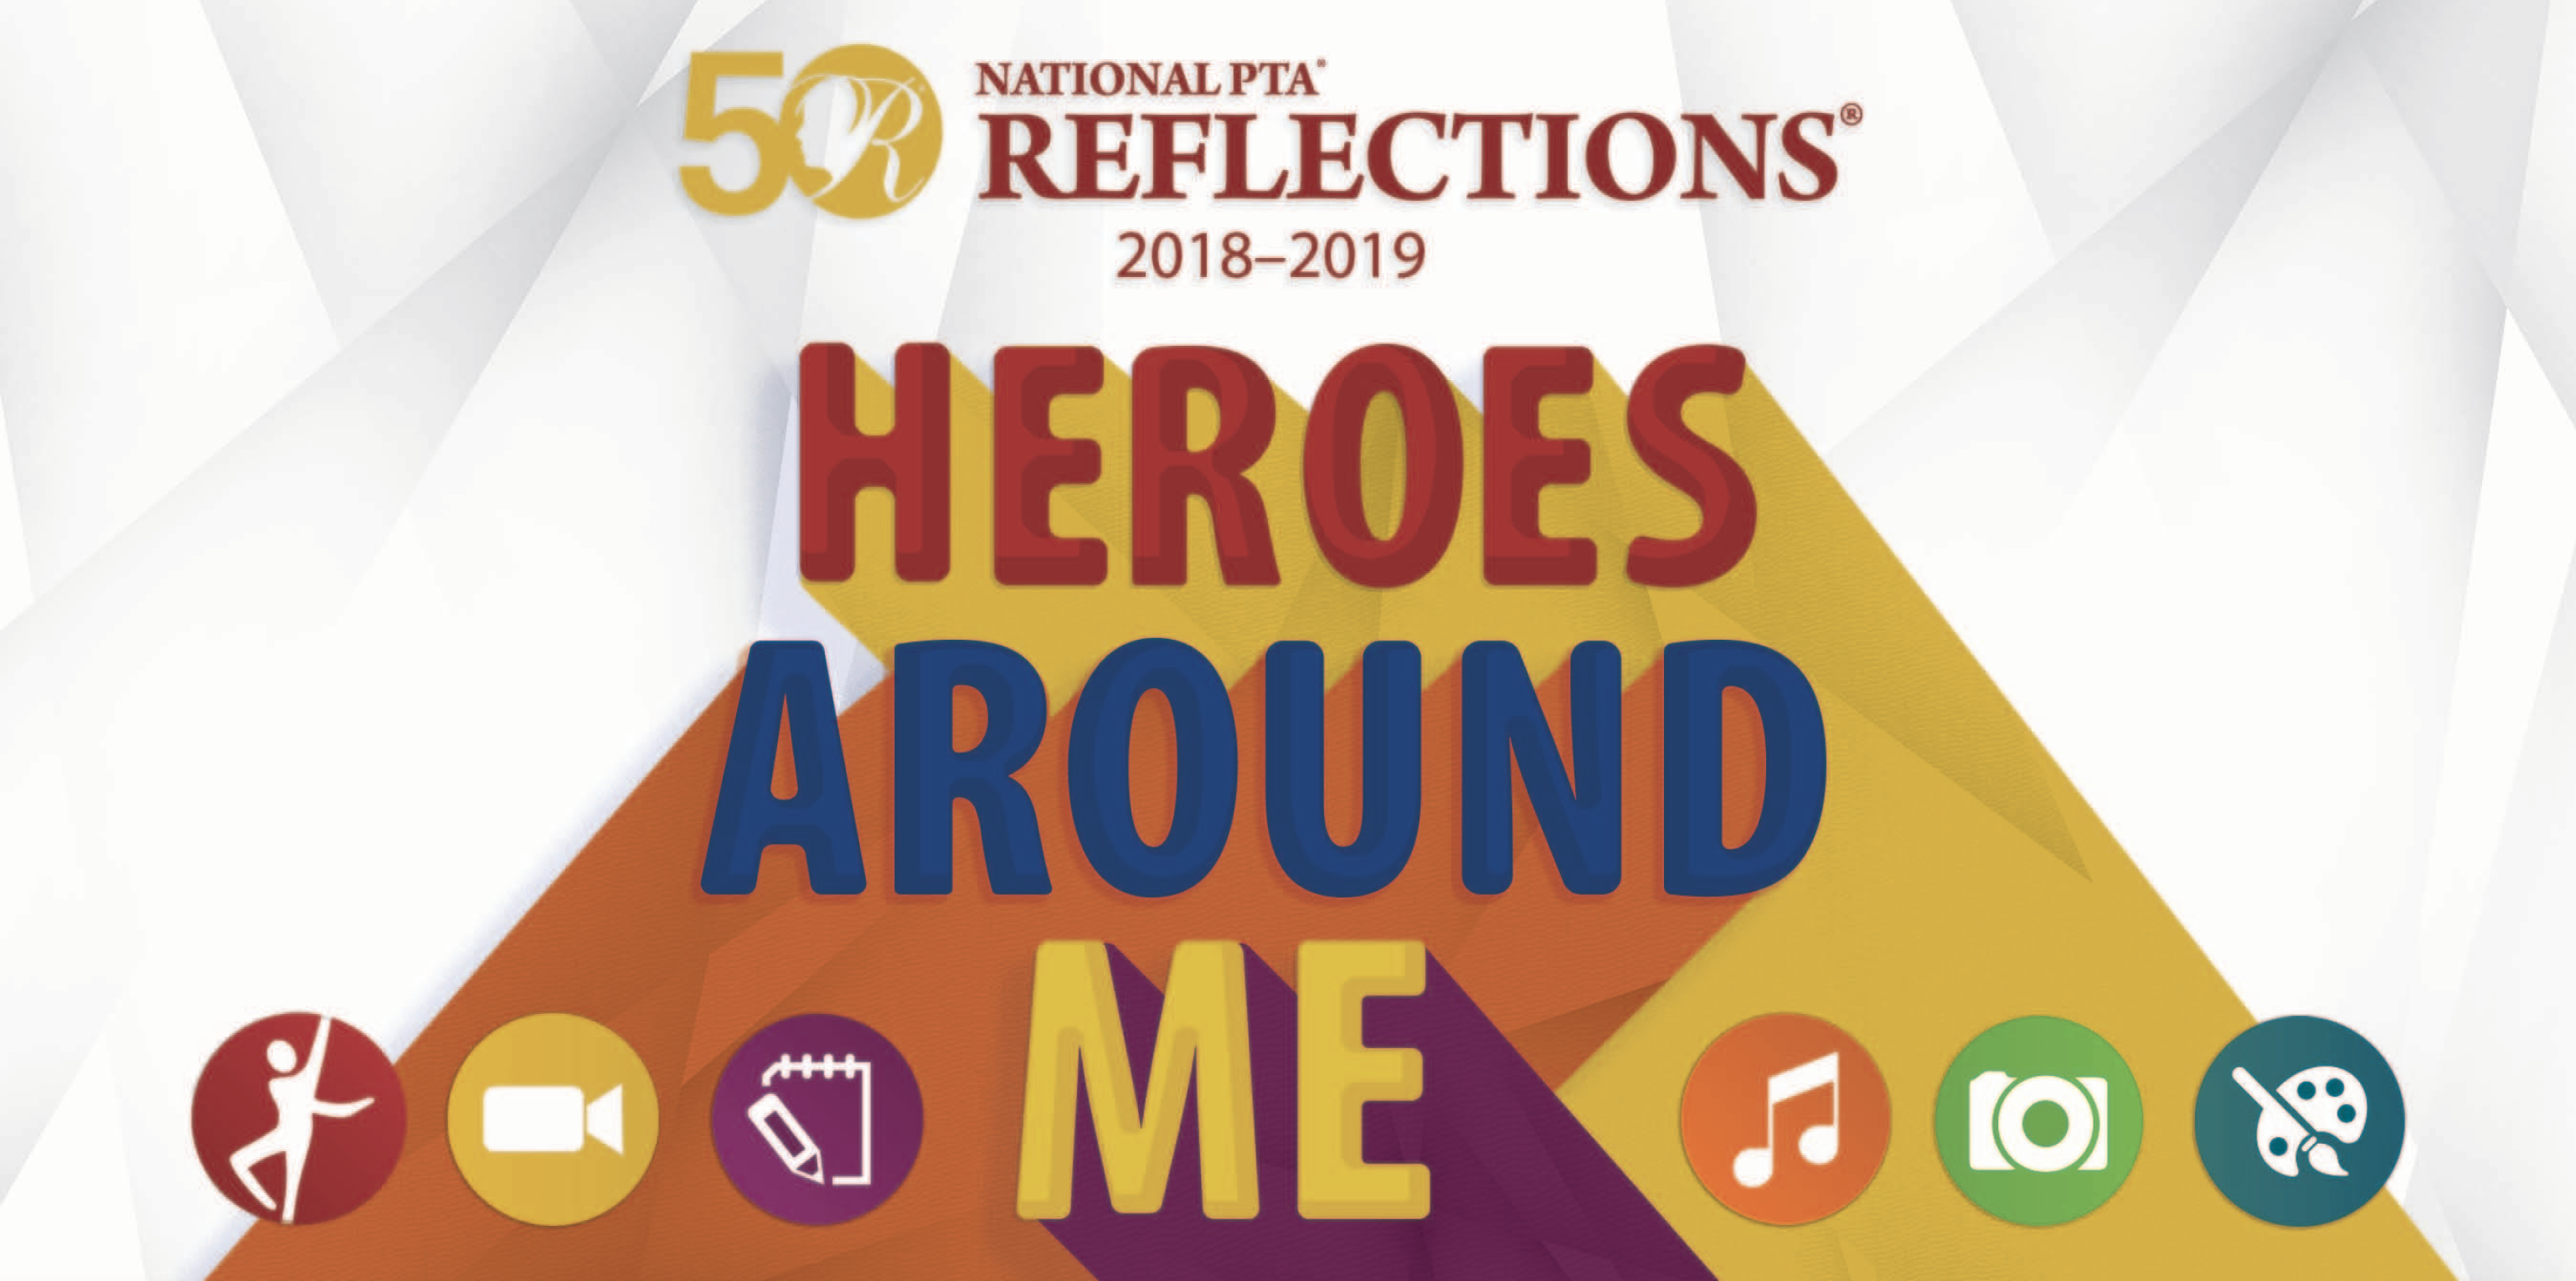 50 R NATIONAL PTA®
REFLECTIONS®
2018–2019
HEROES
AROUND
ME